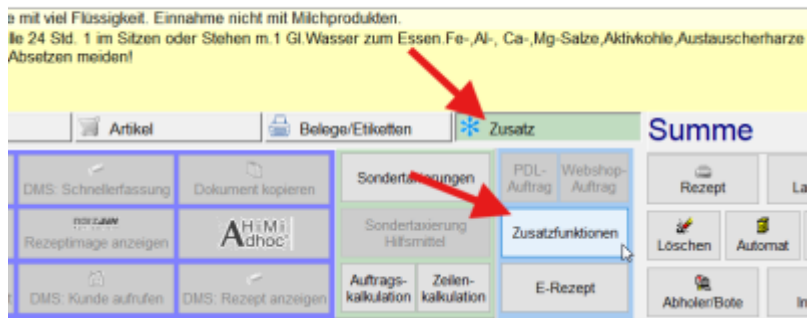 e mit viel Flüssigkeit. Einnahme nicht mit Milchprodukten.
lle 24 Std. 1 im Sitzen oder Stehen m.1 Gl.Wasser zum Essen.Fe-,Al-, Ca-,Mg-Salze,Aktivkohle,Austauscherharze
Absetzen meiden!
Artikel
Belege/Etiketten
Zusatz
Summe
DMS: Schnellerfassung
Dokument kopieren
Sondertaxierungen
PDL-Auftrag
Webshop-Auftrag
Rezept
La
Rezeptimage anzeigen
AHiMi
dhoc
Sondertaxierung
Hilfsmittel
Zusatzfunktionen
Löschen
Automat
DMS: Kunde aufrufen
DMS: Rezept anzeigen
Auftrags-
kalkulation
Zeilen-
kalkulation
E-Rezept
Abholer/Bote
In